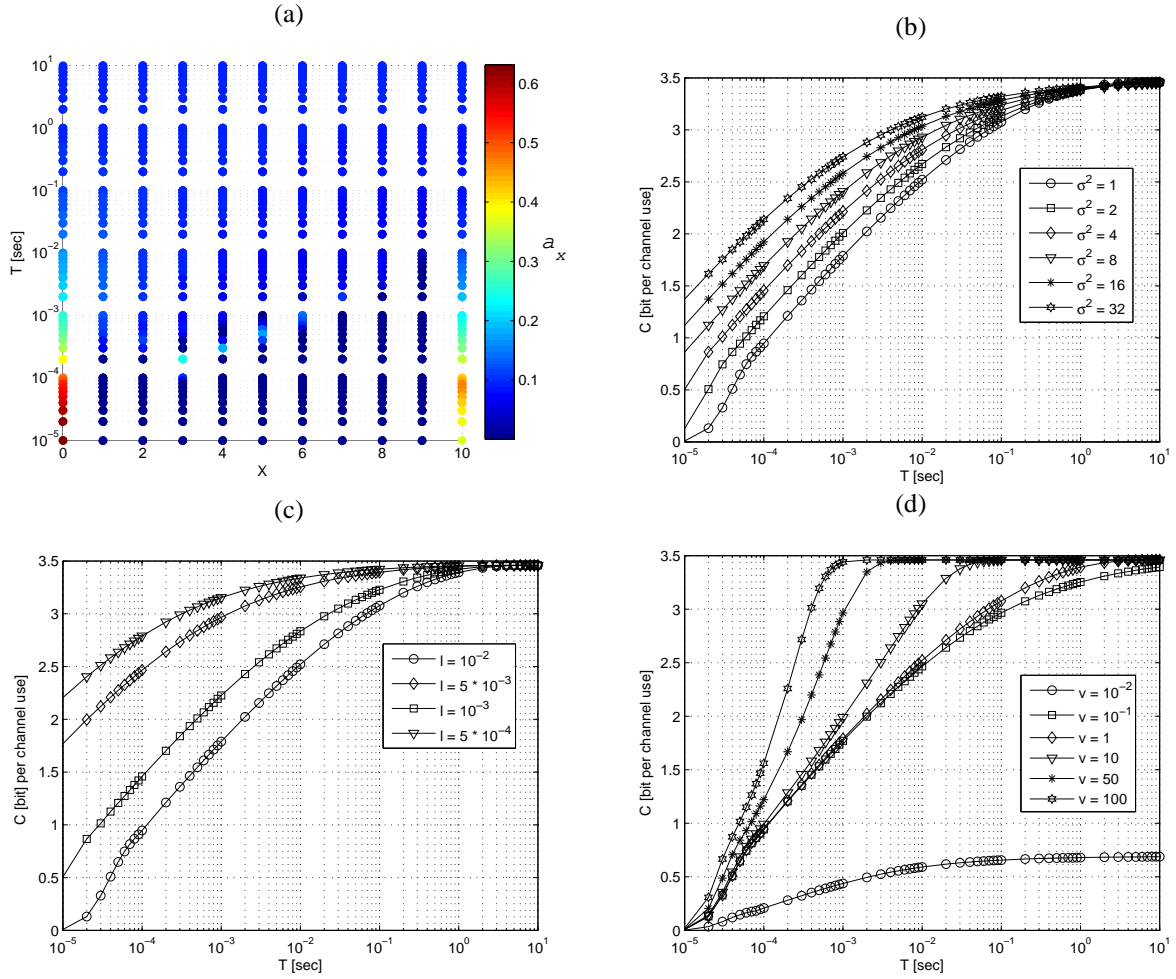 (a)
10^1
10^0
10^−1
10^−2
10^−3
10^−4
10^−5
T [sec]
0 2 4 6 8 10
X
0.6
0.5
0.4
0.3
0.2
0.1
a_x
(b)
3.5
3
2.5
2
1.5
1
0.5
0
C [bit per channel use]
σ^2 = 1
σ^2 = 2
σ^2 = 4
σ^2 = 8
σ^2 = 16
σ^2 = 32
10^−5 10^−4 10^−3 10^−2 10^−1 10^0 10^1
T [sec]
(c)
3.5
3
2.5
2
1.5
1
0.5
0
C [bit] per channel use]
l = 10^−2
l = 5 * 10^−3
l = 10^−3
l = 5 * 10^−4
10^−5 10^−4 10^−3 10^−2 10^−1 10^0 10^1
T [sec]
(d)
3.5
3
2.5
2
1.5
1
0.5
0
C [bit per channel use]
v = 10^−2
v = 10^−1
v = 1
v = 10
v = 50
v = 100
10^−5 10^−4 10^−3 10^−2 10^−1 10^0 10^1
T [sec]